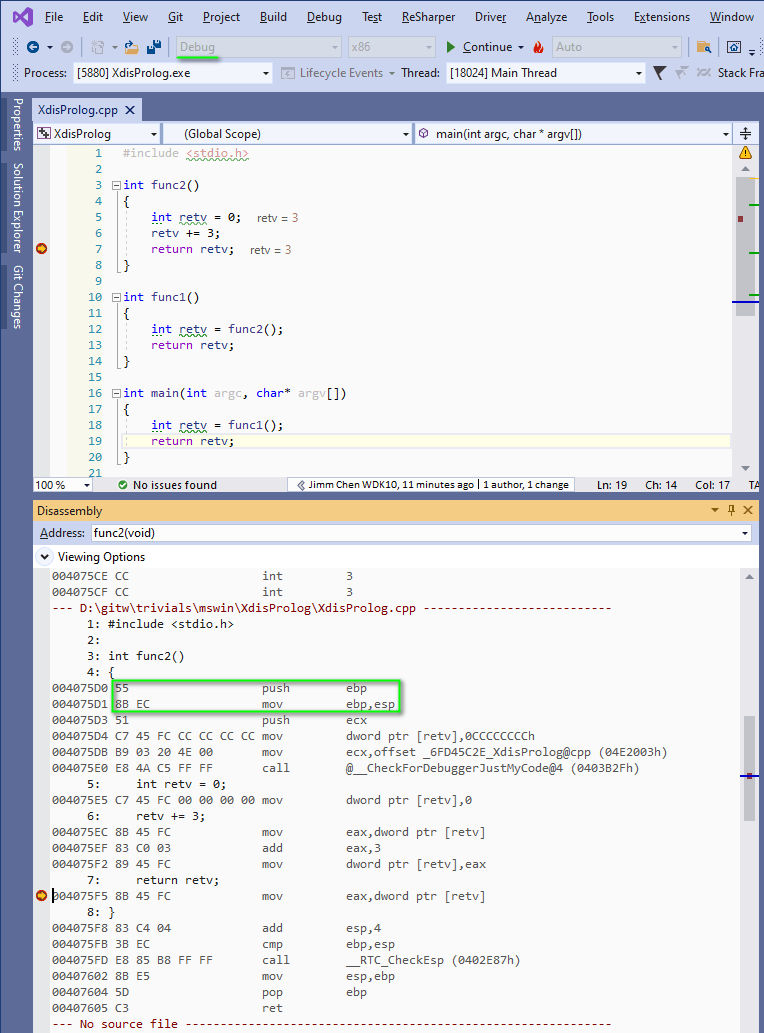 File Edit View Git Project Build Debug Test ReSharper Driver Analyze Tools Extensions Window
Debug x86 Continue Auto
Process: [5880] XdisProlog.exe Lifecycle Events Thread: [18024] Main Thread Stack Fra
Properties
Solution Explorer
Git Changes
XdisProlog.cpp
XdisProlog (Global Scope) main(int argc, char * argv[])
1 #include <stdio.h>
2
3 int func2()
4 {
5 int retv = 0; retv = 3
6 retv += 3;
7 return retv; retv = 3
8 }
9
10 int func1()
11 {
12 int retv = func2();
13 return retv;
14 }
15
16 int main(int argc, char* argv[])
17 {
18 int retv = func1();
19 return retv;
20 }
21
100 % No issues found Jimm Chen WDK10, 11 minutes ago | 1 author, 1 change Ln: 19 Ch: 14 Col: 17 TA
Disassembly
Address: func2(void)
Viewing Options
004075CE CC int 3
004075CF CC int 3
--- D:\gitw\trivials\mswin\XdisProlog\XdisProlog.cpp --------------------------
1: #include <stdio.h>
2:
3: int func2()
4: {
004075D0 55 push ebp
004075D1 8B EC mov ebp,esp
004075D3 51 push ecx
004075D4 C7 45 FC CC CC CC CC mov dword ptr [retv],0CCCCCCCCh
004075DB B9 03 20 4E 00 mov ecx,offset _6FD45C2E_XdisProlog@cpp (04E2003h)
004075E0 E8 4A C5 FF FF call @__CheckForDebuggerJustMyCode@4 (0403B2Fh)
5: int retv = 0;
004075E5 C7 45 FC 00 00 00 00 mov dword ptr [retv],0
6: retv += 3;
004075EC 8B 45 FC mov eax,dword ptr [retv]
004075EF 83 C0 03 add eax,3
004075F2 89 45 FC mov dword ptr [retv],eax
7: return retv;
004075F5 8B 45 FC mov eax,dword ptr [retv]
8: }
004075F8 83 C4 04 add esp,4
004075FB 3B EC cmp ebp,esp
004075FD E8 85 B8 FF FF call __RTC_CheckEsp (0402E87h)
00407602 8B E5 mov esp,ebp
00407604 5D pop ebp
00407605 C3 ret
--- No source file -------------------------------------------------------------